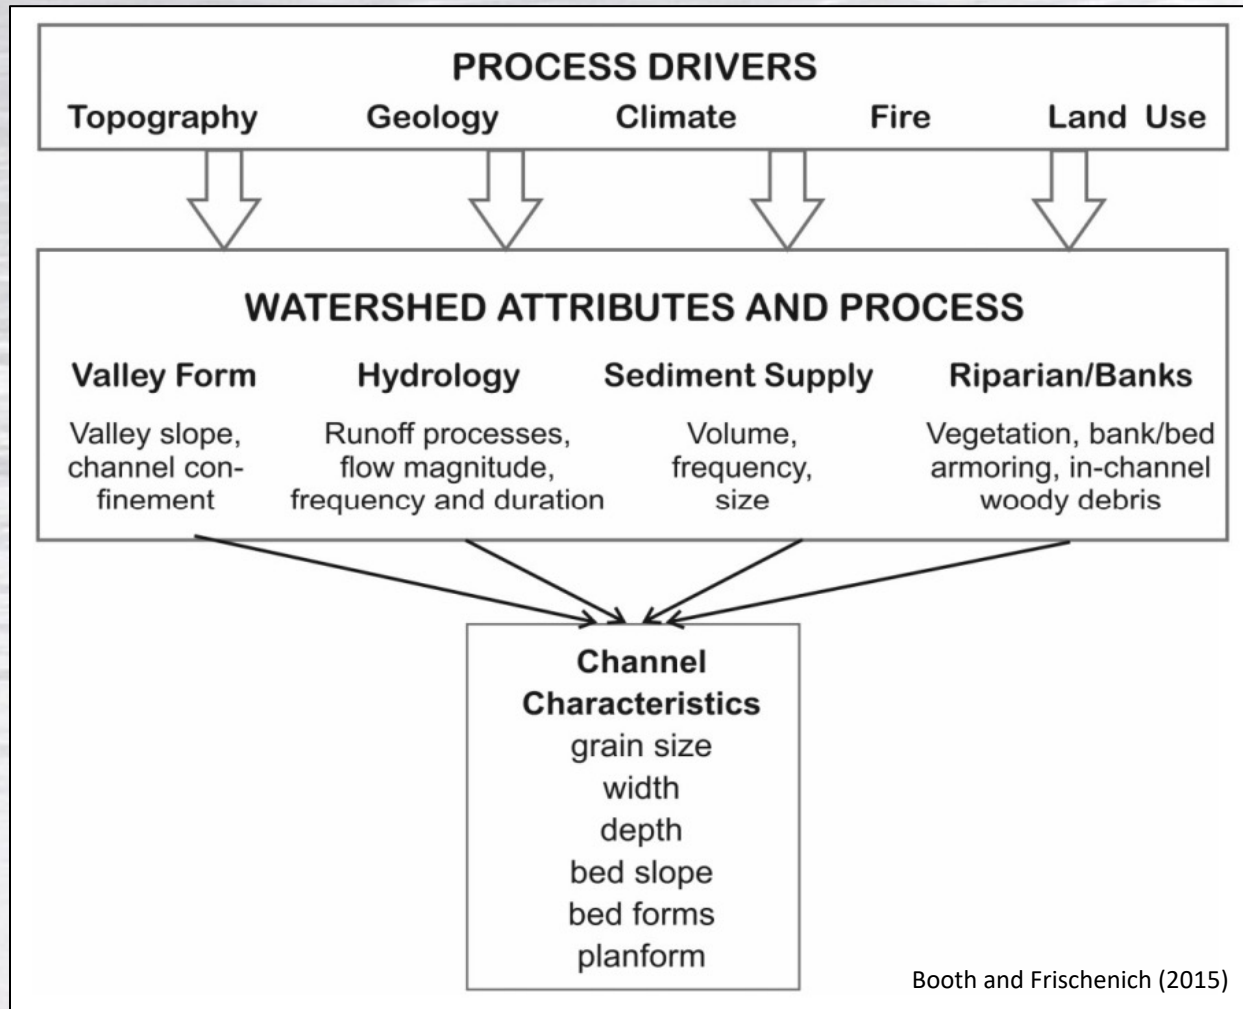 PROCESS DRIVERS
Topography Geology Climate Fire Land Use
WATERSHED ATTRIBUTES AND PROCESS
Valley Form
Valley slope,
channel con-
finement
Hydrology
Runoff processes,
flow magnitude,
frequency and duration
Sediment Supply
Volume,
frequency,
size
Riparian/Banks
Vegetation, bank/bed
armoring, in-channel
woody debris
Channel
Characteristics
grain size
width
depth
bed slope
bed forms
planform
Booth and Frischenich (2015)